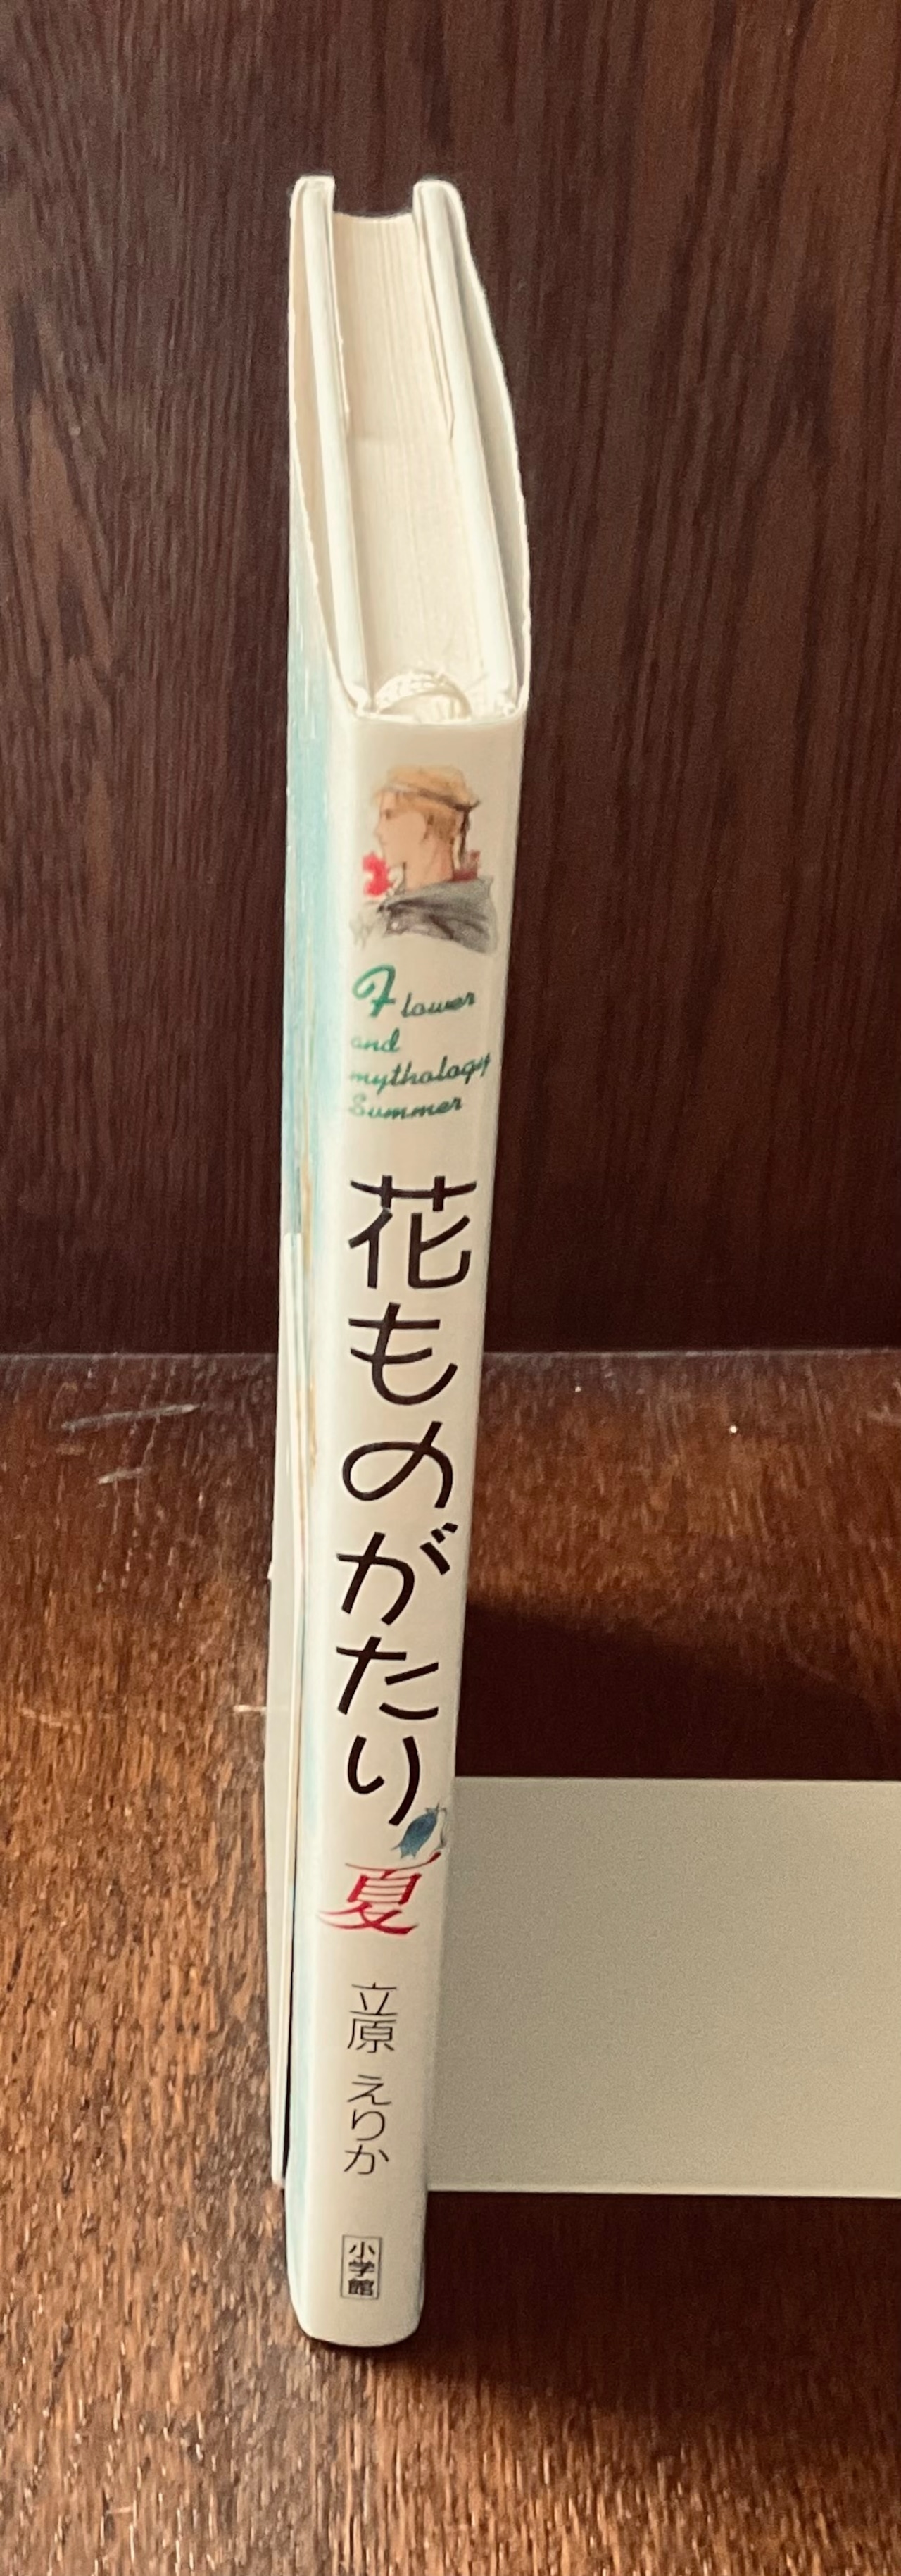 Flower
and
mythology
Summer
花ものがたり
夏
立原 えりか
小学館